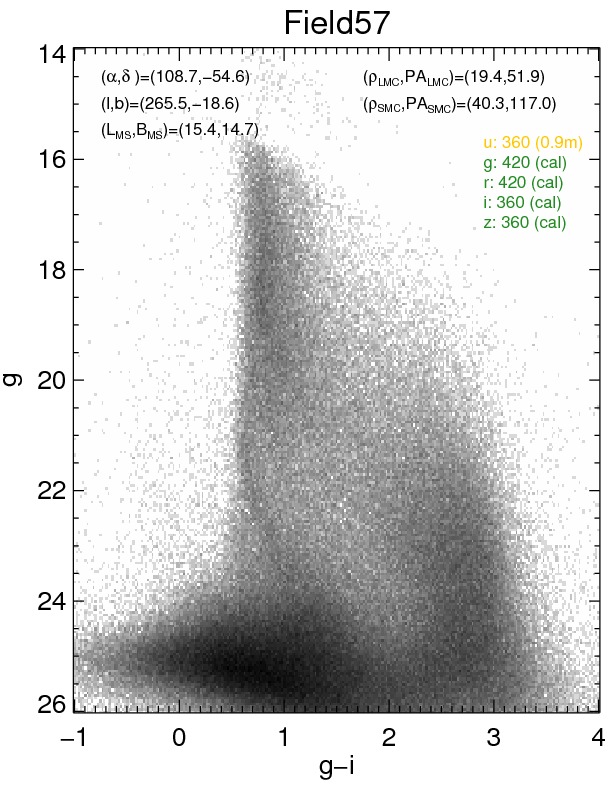 Field57
(α,δ )=(108.7,−54.6)
(ρLMC,PALMC)=(19.4,51.9)
(l,b)=(265.5,−18.6)
(ρSMC,PASMC)=(40.3,117.0)
(LMS,BMS)=(15.4,14.7)
u: 360 (0.9m)
g: 420 (cal)
r: 420 (cal)
i: 360 (cal)
z: 360 (cal)
14
16
18
20
22
24
26
g
−1 0 1 2 3 4
g−i